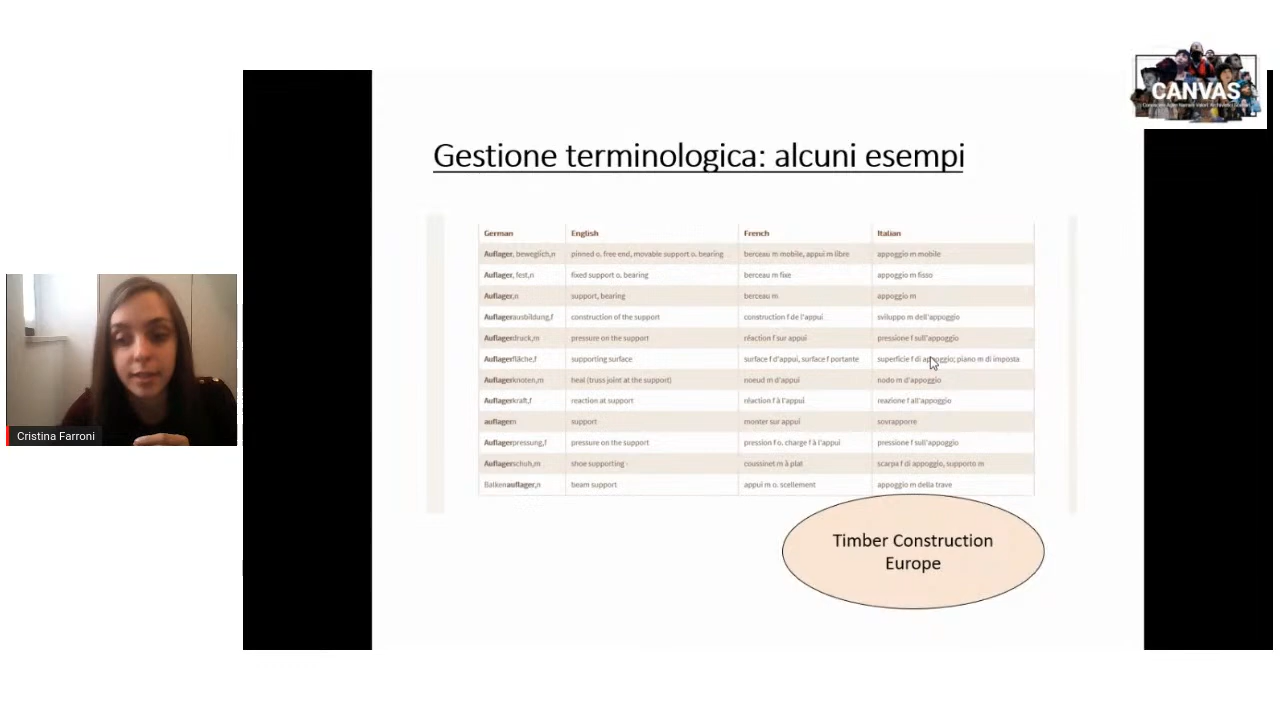 CANVAS
Gestione terminologica: alcuni esempi
German English French Italian
Auflager, beweglich,n pinned o. free end, movable support o. bearing berceau m mobile, appui m libre appoggio m mobile
Auflager, fest,n fixed support o. bearing berceau m fixe appoggio m fisso
Auflager,n support, bearing berceau m appoggio m
Auflagerausbildung,f construction of the support construction f de l'appui sviluppo m dell'appoggio
Auflagerdruck,m pressure on the support réaction f sur appui pressione f sull'appoggio
Auflagerfläche,f supporting surface surface f d'appui, surface f portante superficie f di appoggio; piano m di imposta
Auflagerknoten,m heal (truss joint at the support) noeud m d'appui nodo m d'appoggio
Auflagerkraft,f reaction at support réaction f à l'appui reazione f all'appoggio
auflagern support monter sur appui sovrapporre
Auflagerpressung,f pressure on the support pression f o. charge f à l'appui pressione f sull'appoggio
Auflagerschuh,m shoe supporting - coussinet m à plat scarpa f di appoggio, supporto m
Balkenauflager,n beam support appui m o. scellement appoggio m della trave
Timber Construction
Europe
Cristina Farroni